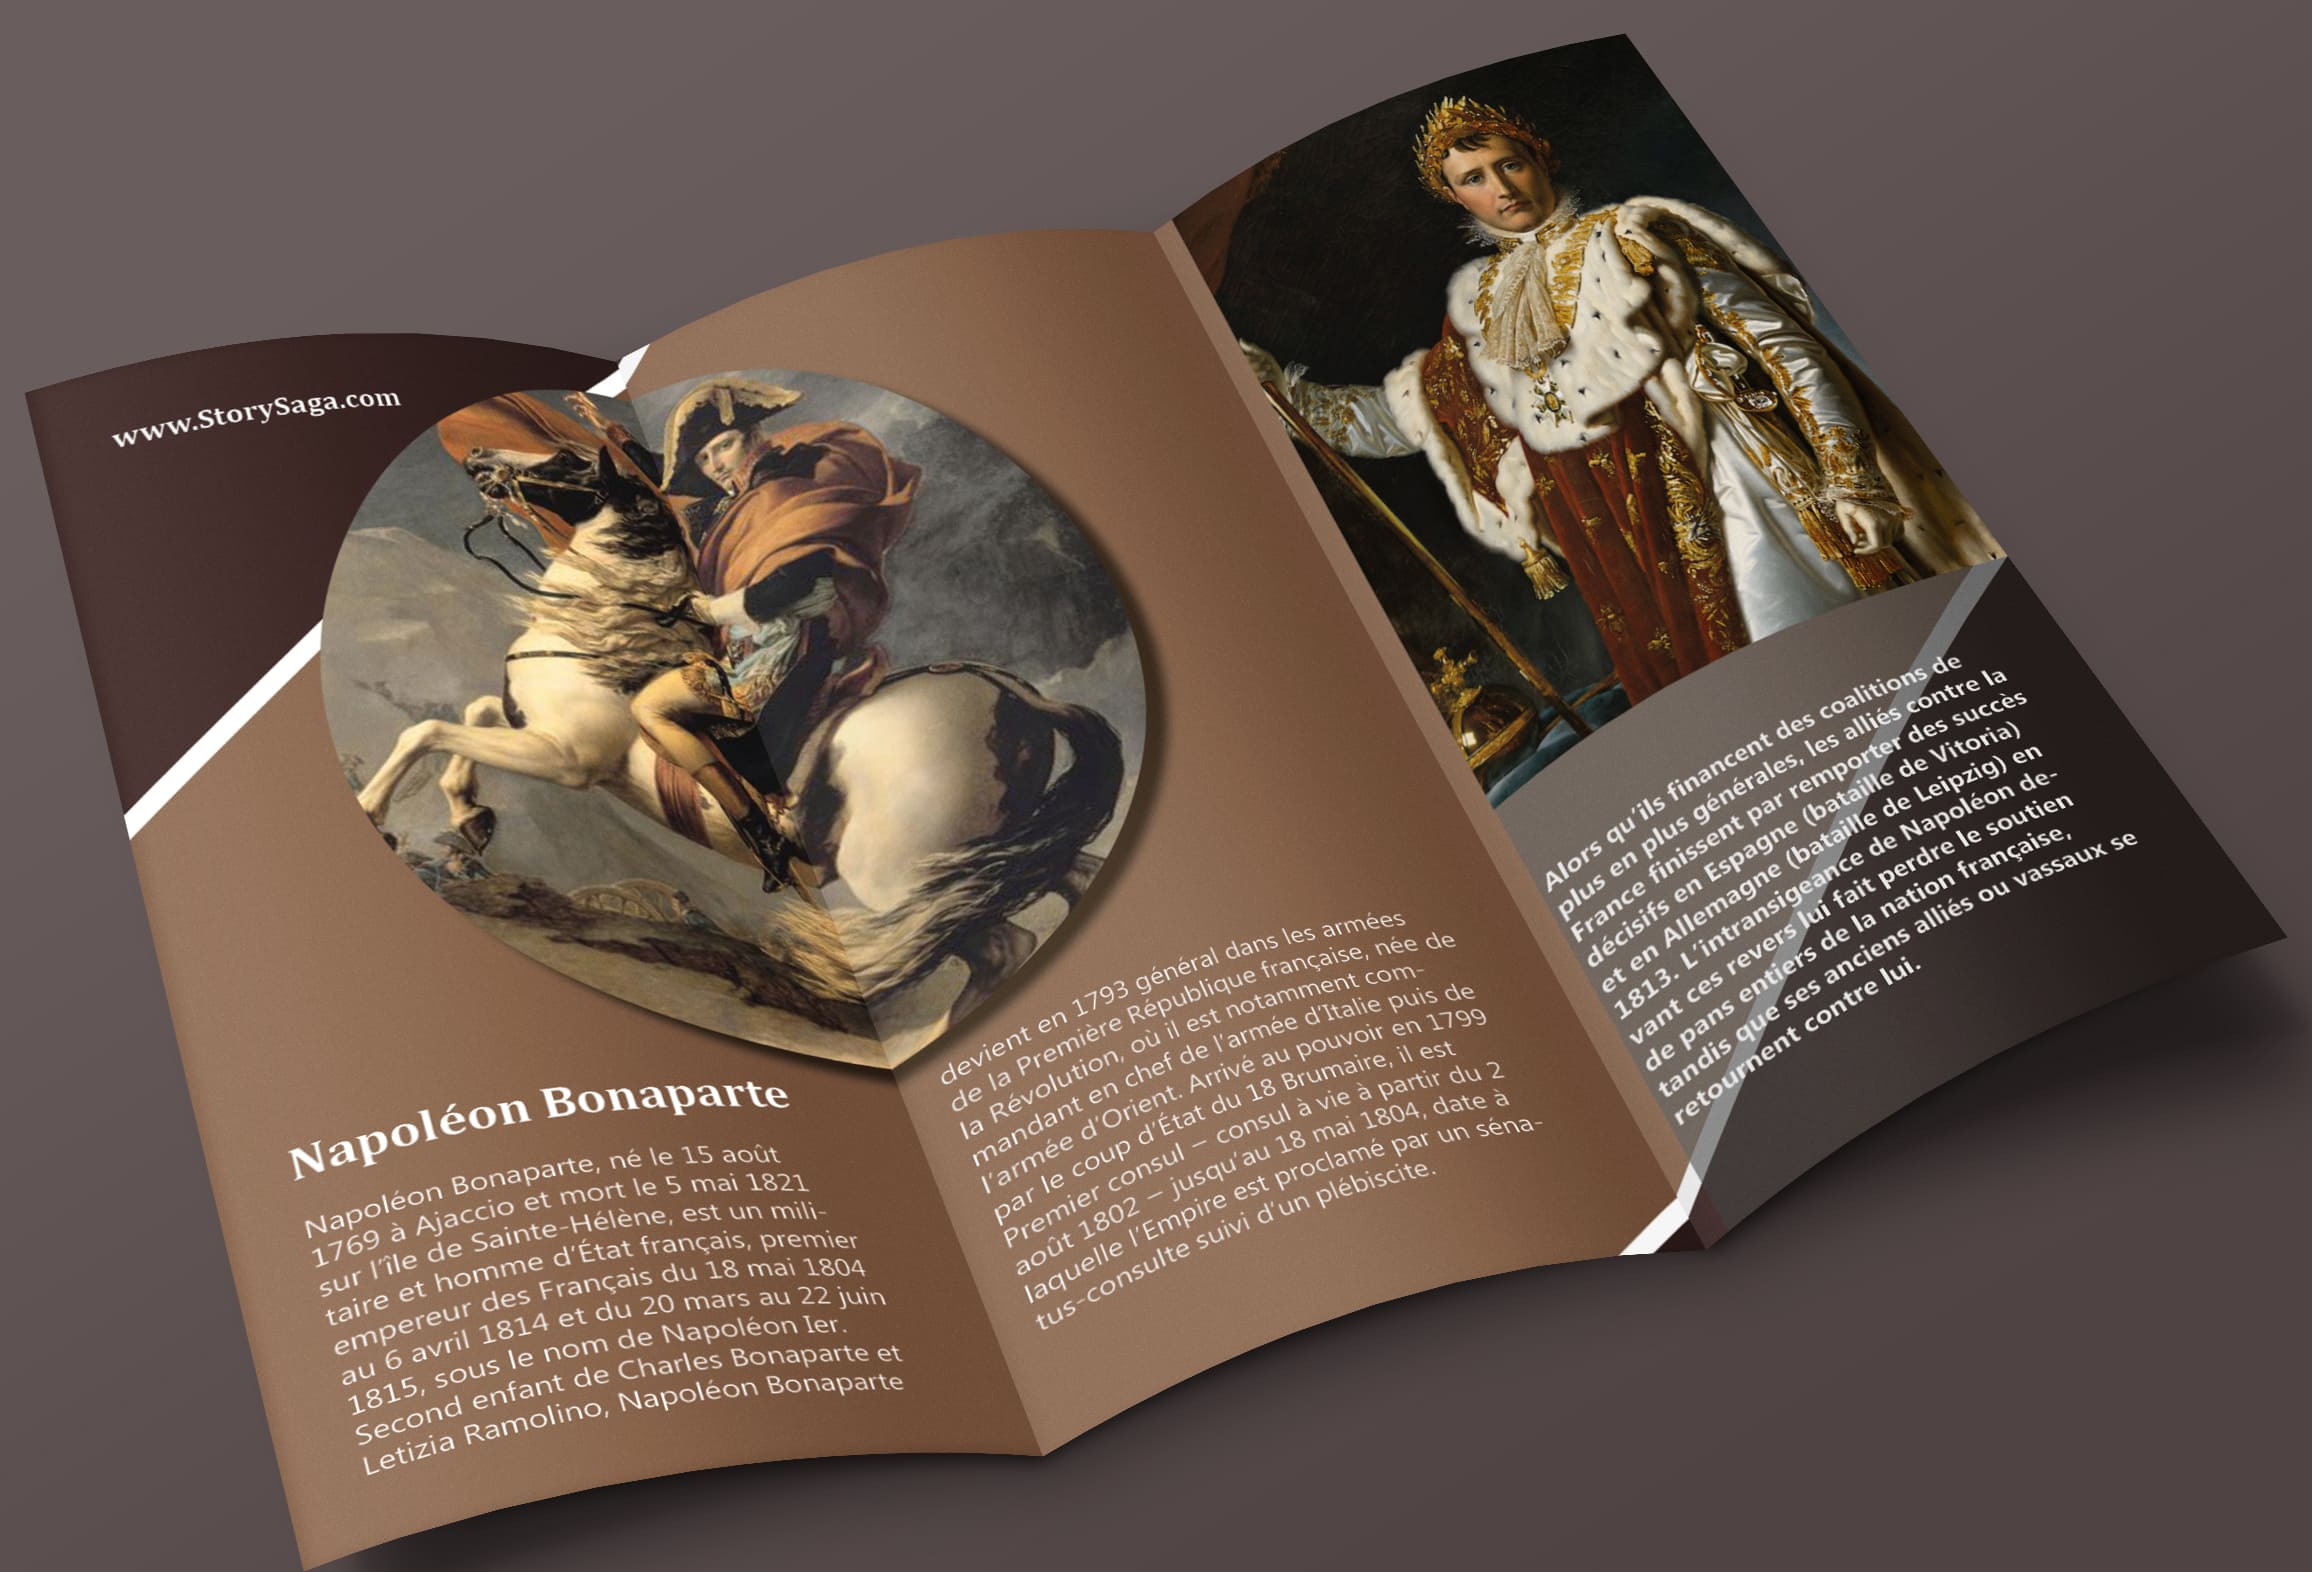 www.StorySaga.com
Napoléon Bonaparte
Napoléon Bonaparte, né le 15 août
1769 à Ajaccio et mort le 5 mai 1821
sur l'île de Sainte-Hélène, est un mili-
taire et homme d'État français, premier
empereur des Français du 18 mai 1804
au 6 avril 1814 et du 20 mars au 22 juin
1815, sous le nom de Napoléon Ier.
Second enfant de Charles Bonaparte et
Letizia Ramolino, Napoléon Bonaparte
devient en 1793 général dans les armées
de la Première République française, née de
la Révolution, où il est notamment com-
mandant en chef de l'armée d'Italie puis de
l'armée d'Orient. Arrivé au pouvoir en 1799
par le coup d'État du 18 Brumaire, il est
Premier consul – consul à vie à partir du 2
août 1802 – jusqu'au 18 mai 1804, date à
laquelle l'Empire est proclamé par un séna-
tus-consulte suivi d'un plébiscite.
Alors qu'ils financent des coalitions de
plus en plus générales, les alliés contre la
France finissent par remporter des succès
décisifs en Espagne (bataille de Vitoria)
et en Allemagne (bataille de Leipzig) en
1813. L'intransigeance de Napoléon de-
vant ces revers lui fait perdre le soutien
de pans entiers de la nation française,
tandis que ses anciens alliés ou vassaux se
retournent contre lui.